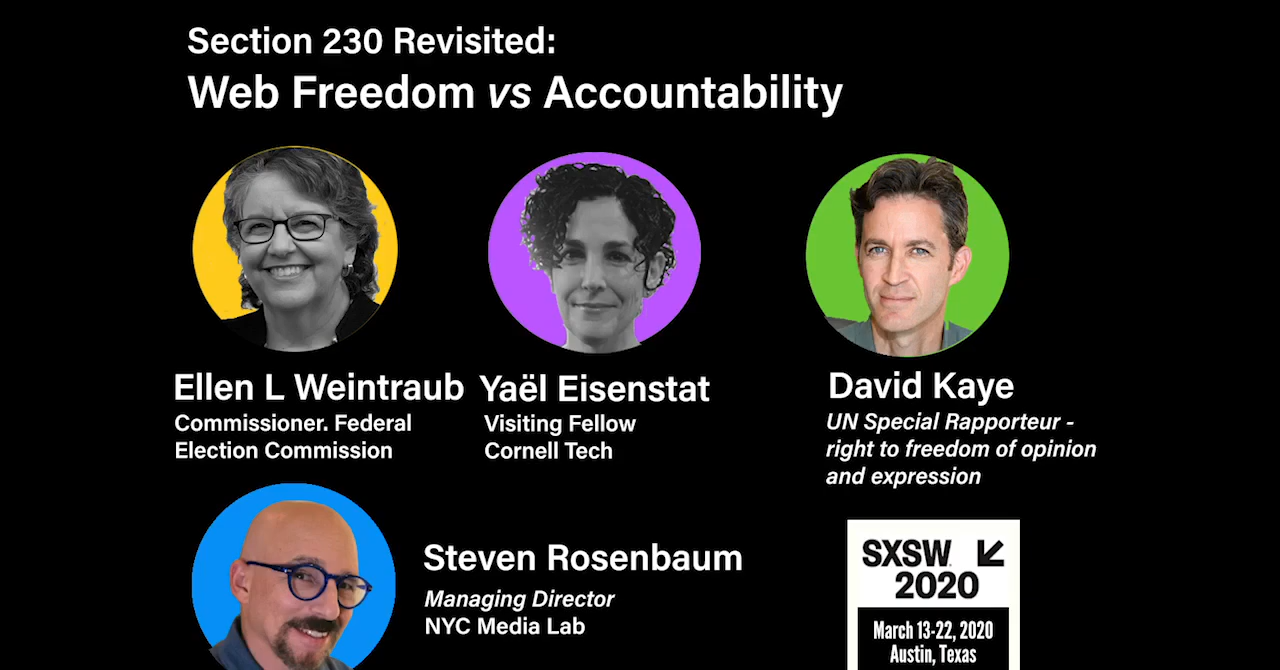 Section 230 Revisited:
Web Freedom vs Accountability
Ellen L Weintraub
Commissioner. Federal
Election Commission
Yaël Eisenstat
Visiting Fellow
Cornell Tech
David Kaye
UN Special Rapporteur -
right to freedom of opinion
and expression
Steven Rosenbaum
Managing Director
NYC Media Lab
SXSW
2020
March 13-22, 2020
Austin, Texas